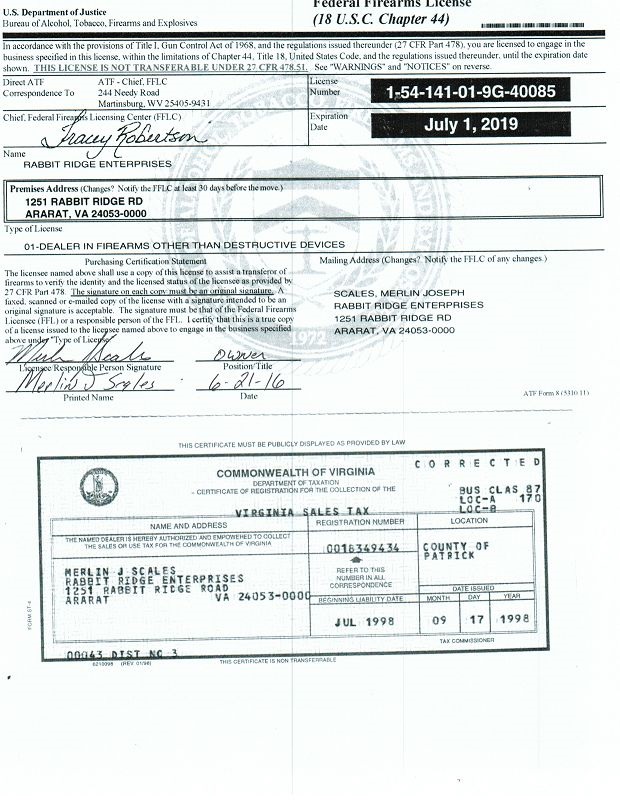 Federal Firearms License
(18 U.S.C. Chapter 44)
U.S. Department of Justice
Bureau of Alcohol, Tobacco, Firearms and Explosives
In accordance with the provisions of Title I, Gun Control Act of 1968, and the regulations issued thereunder (27 CFR Part 478), you are licensed to engage in the
business specified in this license, within the limitations of Chapter 44, Title 18, United States Code, and the regulations issued thereunder, until the expiration date
shown. THIS LICENSE IS NOT TRANSFERABLE UNDER 27 CFR 478.51. See "WARNINGS" and "NOTICES" on reverse.
Direct ATF
Correspondence To
ATF - Chief, FFLC
244 Needy Road
Martinsburg, WV 25405-9431
License
Number
1-54-141-01-9G-40085
Chief, Federal Firearms Licensing Center (FFLC)
Tracey Robertson
Expiration
Date
July 1, 2019
Name
RABBIT RIDGE ENTERPRISES
Premises Address (Changes? Notify the FFLC at least 30 days before the move.)
1251 RABBIT RIDGE RD
ARARAT, VA 24053-0000
Type of License
01-DEALER IN FIREARMS OTHER THAN DESTRUCTIVE DEVICES
Purchasing Certification Statement
The licensee named above shall use a copy of this license to assist a transferor of
firearms to verify the identity and the licensed status of the licensee as provided by
27 CFR Part 478. The signature on each copy must be an original signature. A
faxed, scanned or e-mailed copy of the license with a signature intended to be an
original signature is acceptable. The signature must be that of the Federal Firearms
Licensee (FFL) or a responsible person of the FFL. I certify that this is a true copy
of a license issued to the licensee named above to engage in the business specified
above under "Type of License"
Mailing Address (Changes? Notify the FFLC of any changes.)
SCALES, MERLIN JOSEPH
RABBIT RIDGE ENTERPRISES
1251 RABBIT RIDGE RD
ARARAT, VA 24053-0000
1972
Merlin J Scales
Owner
Licensee/Responsible Person Signature
Position/Title
Merlin J Scales
6-21-16
Printed Name
Date
ATF Form 8 (5310.11)
THIS CERTIFICATE MUST BE PUBLICLY DISPLAYED AS PROVIDED BY LAW
CORRECTED
COMMONWEALTH OF VIRGINIA
DEPARTMENT OF TAXATION
CERTIFICATE OF REGISTRATION FOR THE COLLECTION OF THE
VIRGINIA SALES TAX
BUS CLAS 87
LOC-A 170
LOC-B
NAME AND ADDRESS
REGISTRATION NUMBER
LOCATION
THE NAMED DEALER IS HEREBY AUTHORIZED AND EMPOWERED TO COLLECT
THE SALES OR USE TAX FOR THE COMMONWEALTH OF VIRGINIA
0018349434
COUNTY OF
PATRICK
REFER TO THIS
NUMBER IN ALL
CORRESPONDENCE
MERLIN J SCALES
RABBIT RIDGE ENTERPRISES
1251 RABBIT RIDGE ROAD
ARARAT VA 24053-0000
BEGINNING LIABILITY DATE
JUL 1998
DATE ISSUED
MONTH DAY YEAR
09 17 1998
TAX COMMISSIONER
00043 DIST NC 3
6210098 (REV 01/98)
THIS CERTIFICATE IS NON TRANSFERRABLE
FORM ST-4